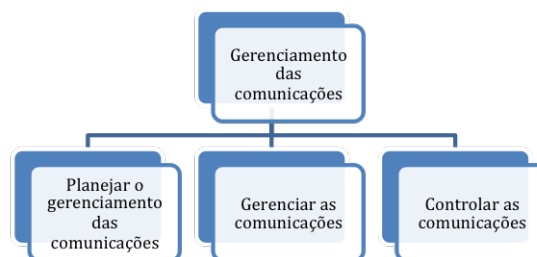 Gerenciamento
das
comunicações
Planejar o
gerenciamento
das
comunicações
Gerenciar as
comunicações
Controlar as
comunicações